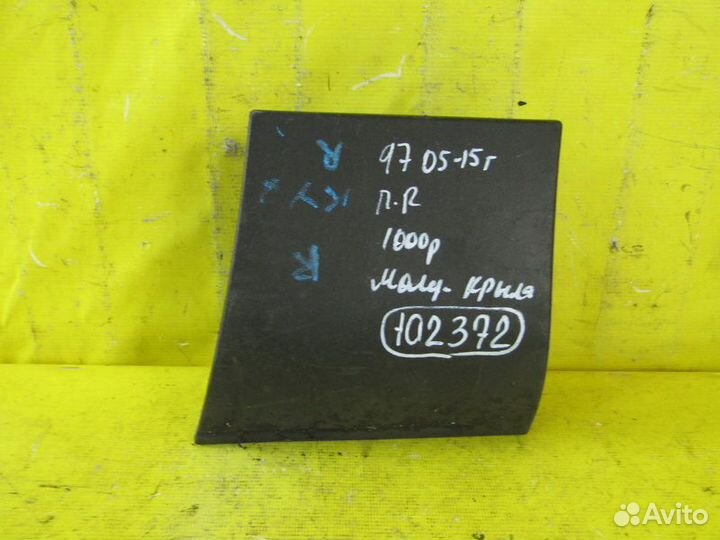 97 05-15г
П.R
1000р
Молд. крыла
102372
R
R
Avito